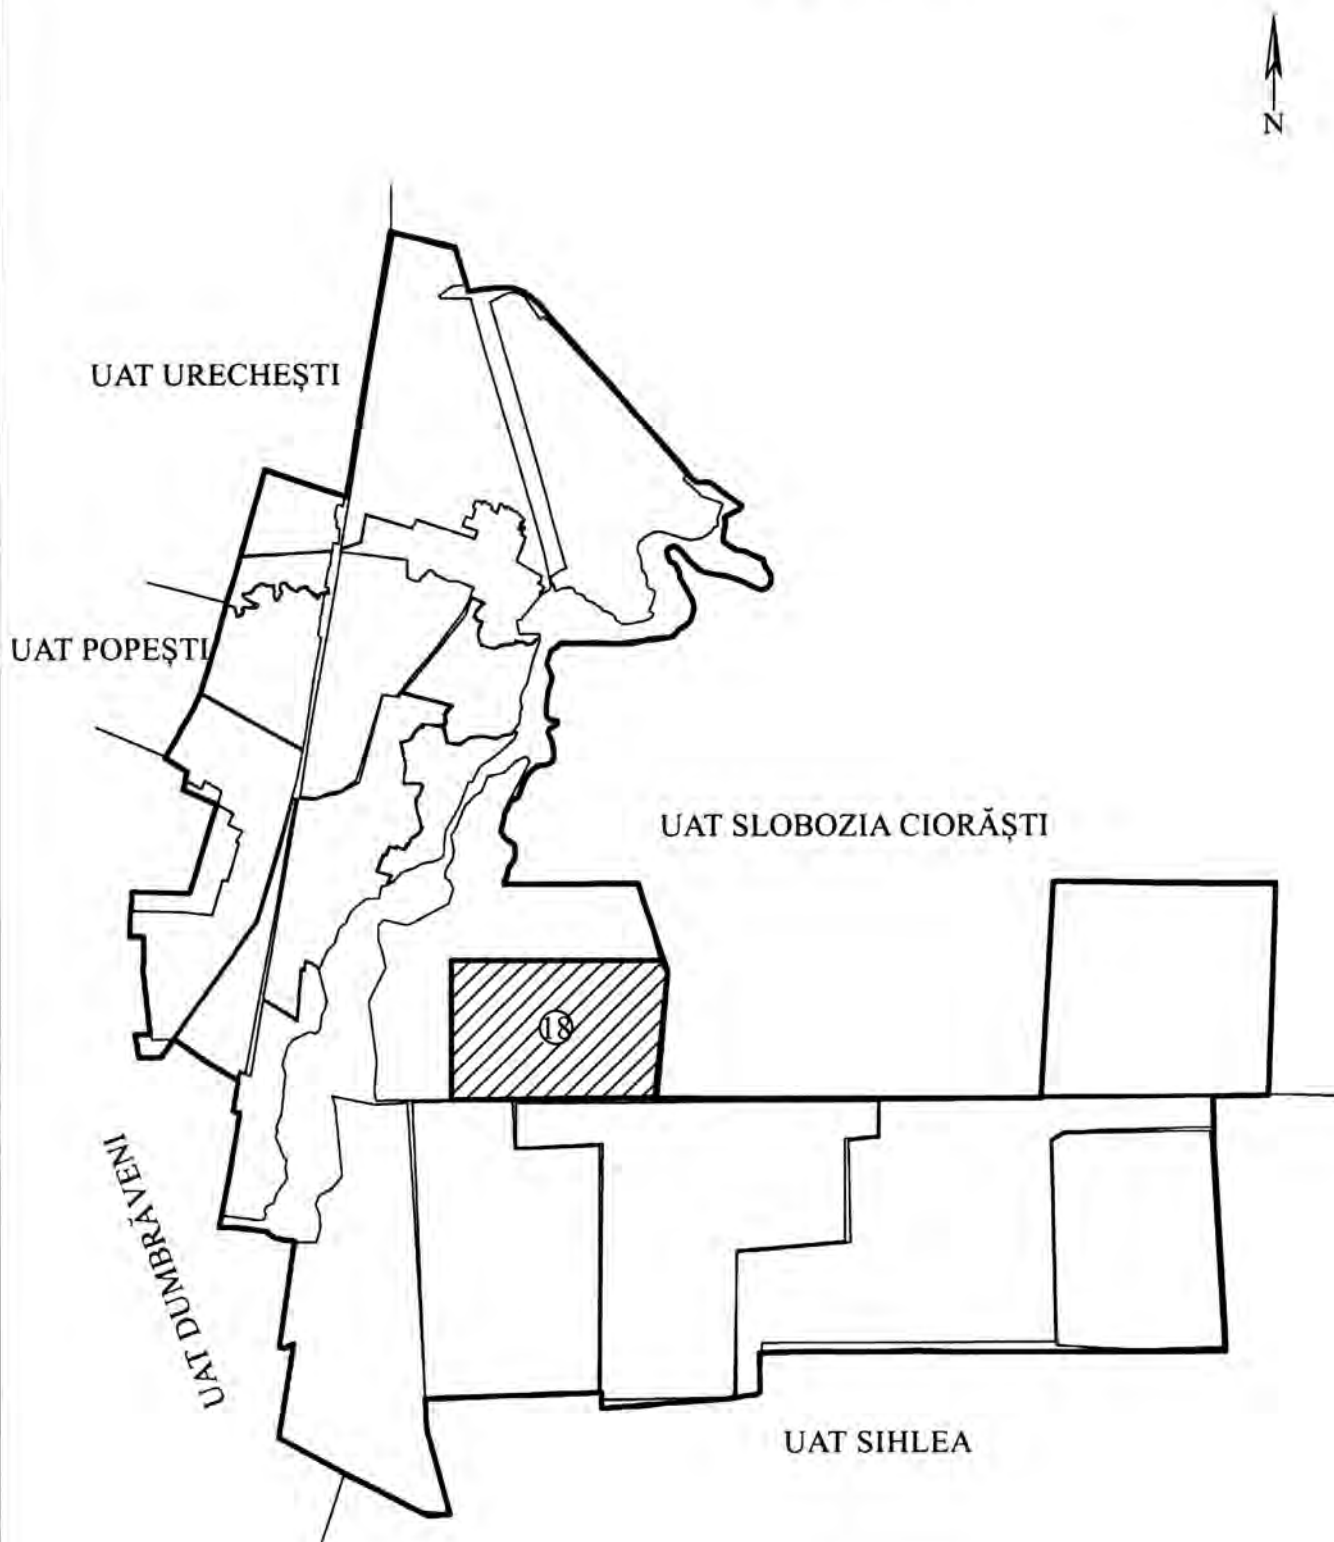 N
UAT URECHEȘTI
UAT POPEȘTI
UAT SLOBOZIA CIORĂȘTI
18
UAT DUMBRĂVENI
UAT SIHLEA